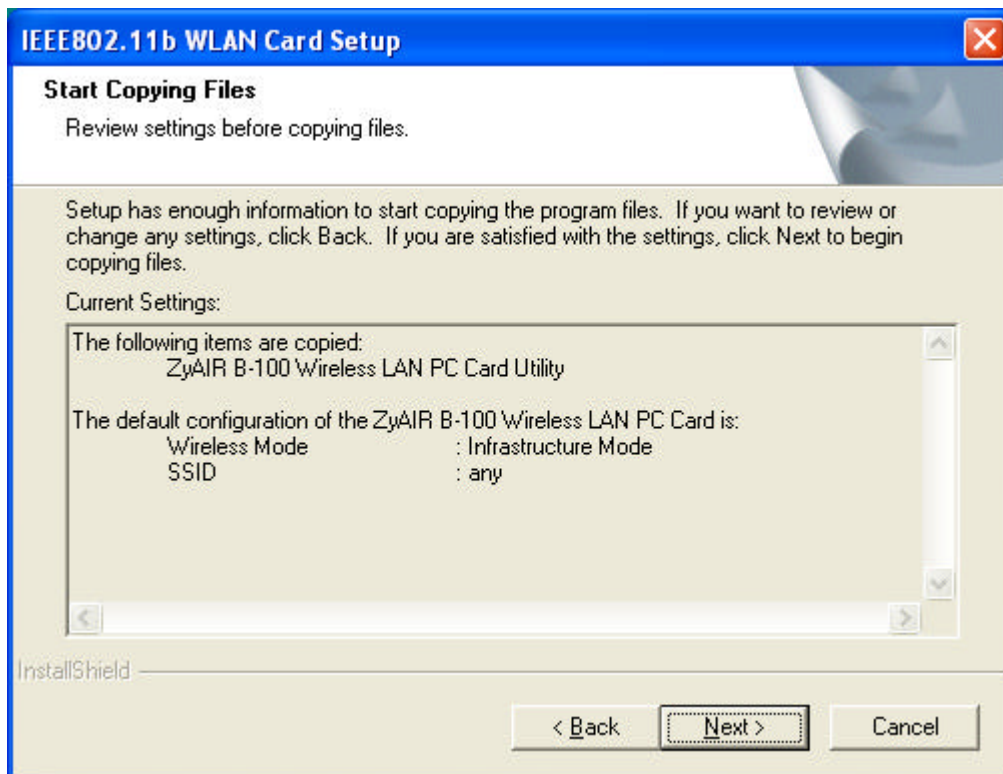 IEEE802.11b WLAN Card Setup
Start Copying Files
Review settings before copying files.
Setup has enough information to start copying the program files. If you want to review or
change any settings, click Back. If you are satisfied with the settings, click Next to begin
copying files.
Current Settings:
The following items are copied:
ZyAIR B-100 Wireless LAN PC Card Utility
The default configuration of the ZyAIR B-100 Wireless LAN PC Card is:
Wireless Mode : Infrastructure Mode
SSID : any
InstallShield
< Back Next > Cancel